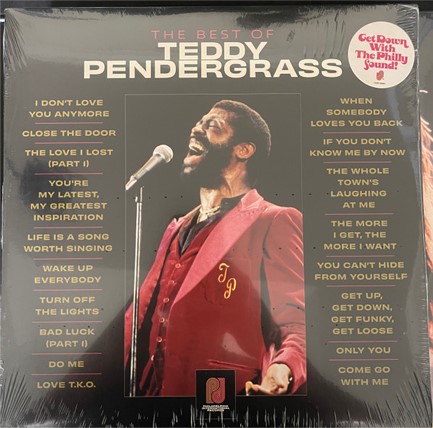 THE BEST OF
TEDDY
PENDERGRASS
Get Down
With
The Philly
Sound!
I DON'T LOVE
YOU ANYMORE
CLOSE THE DOOR
THE LOVE I LOST
(PART I)
YOU'RE
MY LATEST,
MY GREATEST
INSPIRATION
LIFE IS A SONG
WORTH SINGING
WAKE UP
EVERYBODY
TURN OFF
THE LIGHTS
BAD LUCK
(PART I)
DO ME
LOVE T.K.O.
WHEN
SOMEBODY
LOVES YOU BACK
IF YOU DON'T
KNOW ME BY NOW
THE WHOLE
TOWN'S
LAUGHING
AT ME
THE MORE
I GET, THE
MORE I WANT
YOU CAN'T HIDE
FROM YOURSELF
GET UP,
GET DOWN,
GET FUNKY,
GET LOOSE
ONLY YOU
COME GO
WITH ME
TP
PHILADELPHIA
INTERNATIONAL
RECORDS